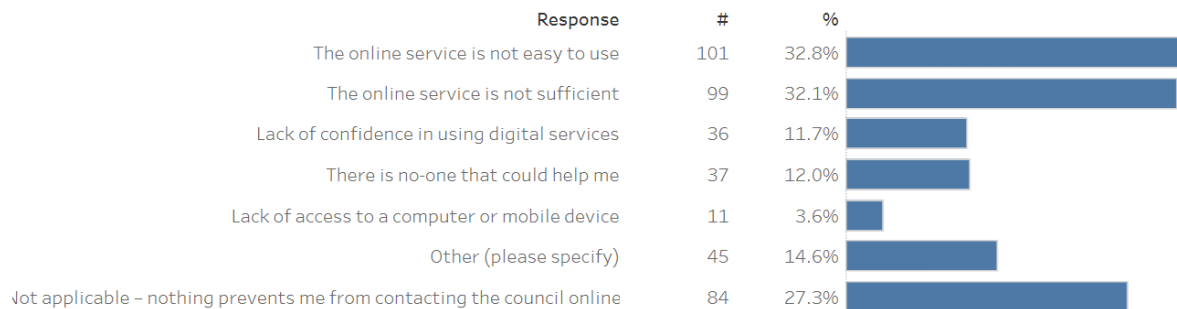 Response # %
The online service is not easy to use 101 32.8%
The online service is not sufficient 99 32.1%
Lack of confidence in using digital services 36 11.7%
There is no-one that could help me 37 12.0%
Lack of access to a computer or mobile device 11 3.6%
Other (please specify) 45 14.6%
Not applicable – nothing prevents me from contacting the council online 84 27.3%